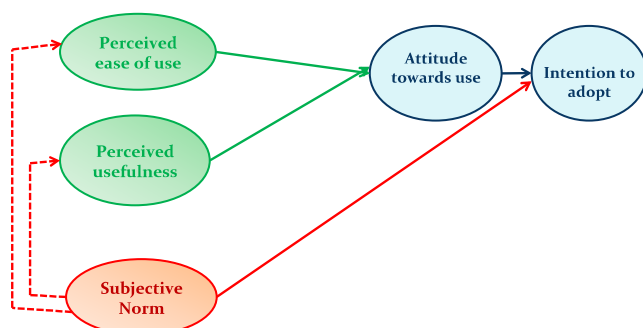 Perceived
ease of use
Attitude
towards use
Intention to
adopt
Perceived
usefulness
Subjective
Norm